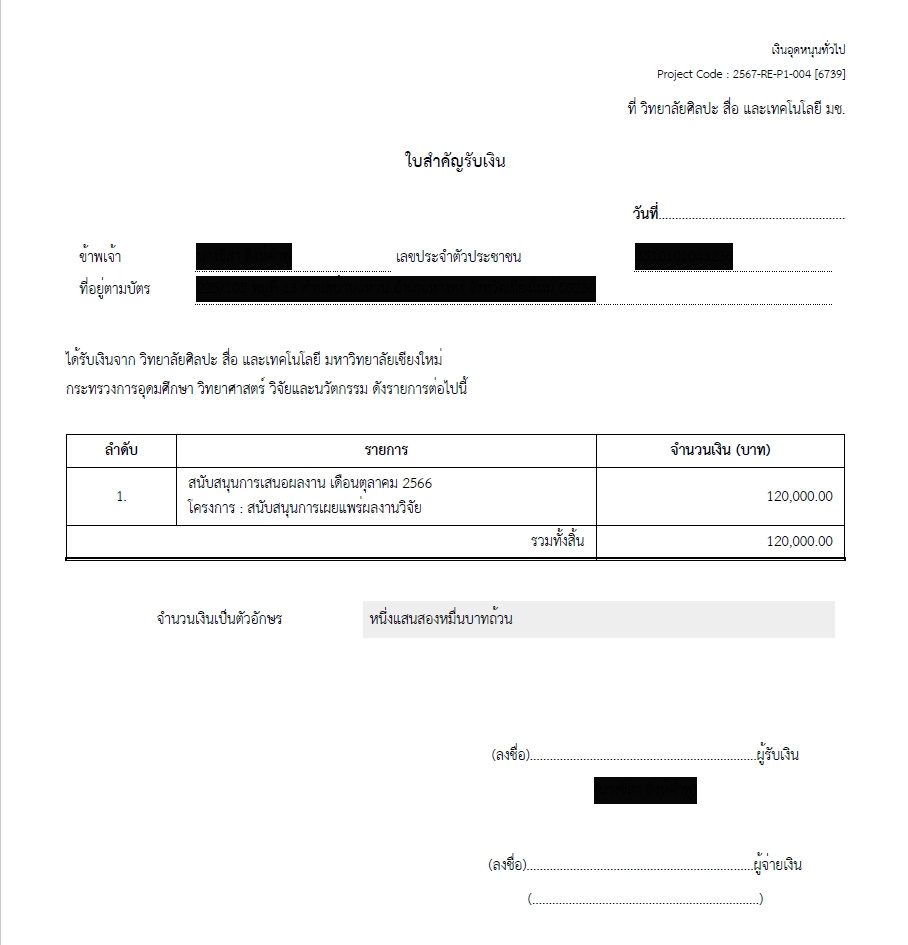 เงินอุดหนุนทั่วไป
Project Code : 2567-RE-P1-004 [6739]
ที่ วิทยาลัยศิลปะ สื่อ และเทคโนโลยี มช.
ใบสำคัญรับเงิน
วันที่........................................................
ข้าพเจ้า เลขประจำตัวประชาชน
ที่อยู่ตามบัตร
ได้รับเงินจาก วิทยาลัยศิลปะ สื่อ และเทคโนโลยี มหาวิทยาลัยเชียงใหม่
กระทรวงการอุดมศึกษา วิทยาศาสตร์ วิจัยและนวัตกรรม ดังรายการต่อไปนี้
ลำดับ รายการ จำนวนเงิน (บาท)
1. สนับสนุนการเสนอผลงาน เดือนตุลาคม 2566 120,000.00
โครงการ : สนับสนุนการเผยแพร่ผลงานวิจัย
รวมทั้งสิ้น 120,000.00
จำนวนเงินเป็นตัวอักษร หนึ่งแสนสองหมื่นบาทถ้วน
(ลงชื่อ)....................................................................ผู้รับเงิน
(ลงชื่อ)....................................................................ผู้จ่ายเงิน
(....................................................................)